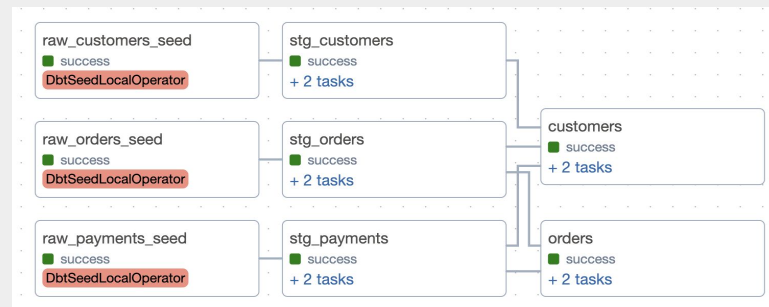 raw_customers_seed
success
DbtSeedLocalOperator
stg_customers
success
+ 2 tasks
raw_orders_seed
success
DbtSeedLocalOperator
stg_orders
success
+ 2 tasks
customers
success
+ 2 tasks
raw_payments_seed
success
DbtSeedLocalOperator
stg_payments
success
+ 2 tasks
orders
success
+ 2 tasks